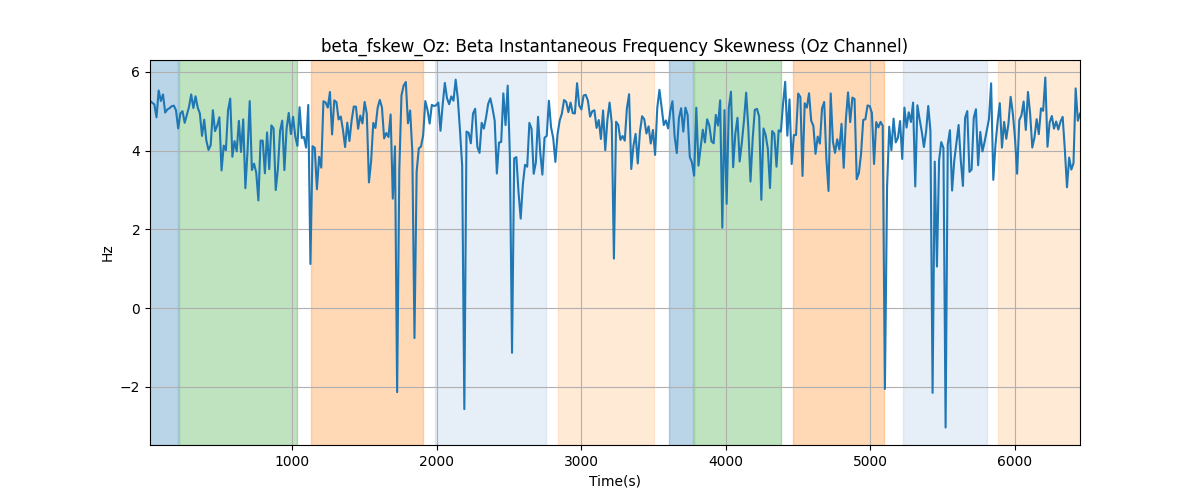 beta_fskew_Oz: Beta Instantaneous Frequency Skewness (Oz Channel)
6
4
2
0
−2
Hz
1000 2000 3000 4000 5000 6000
Time(s)